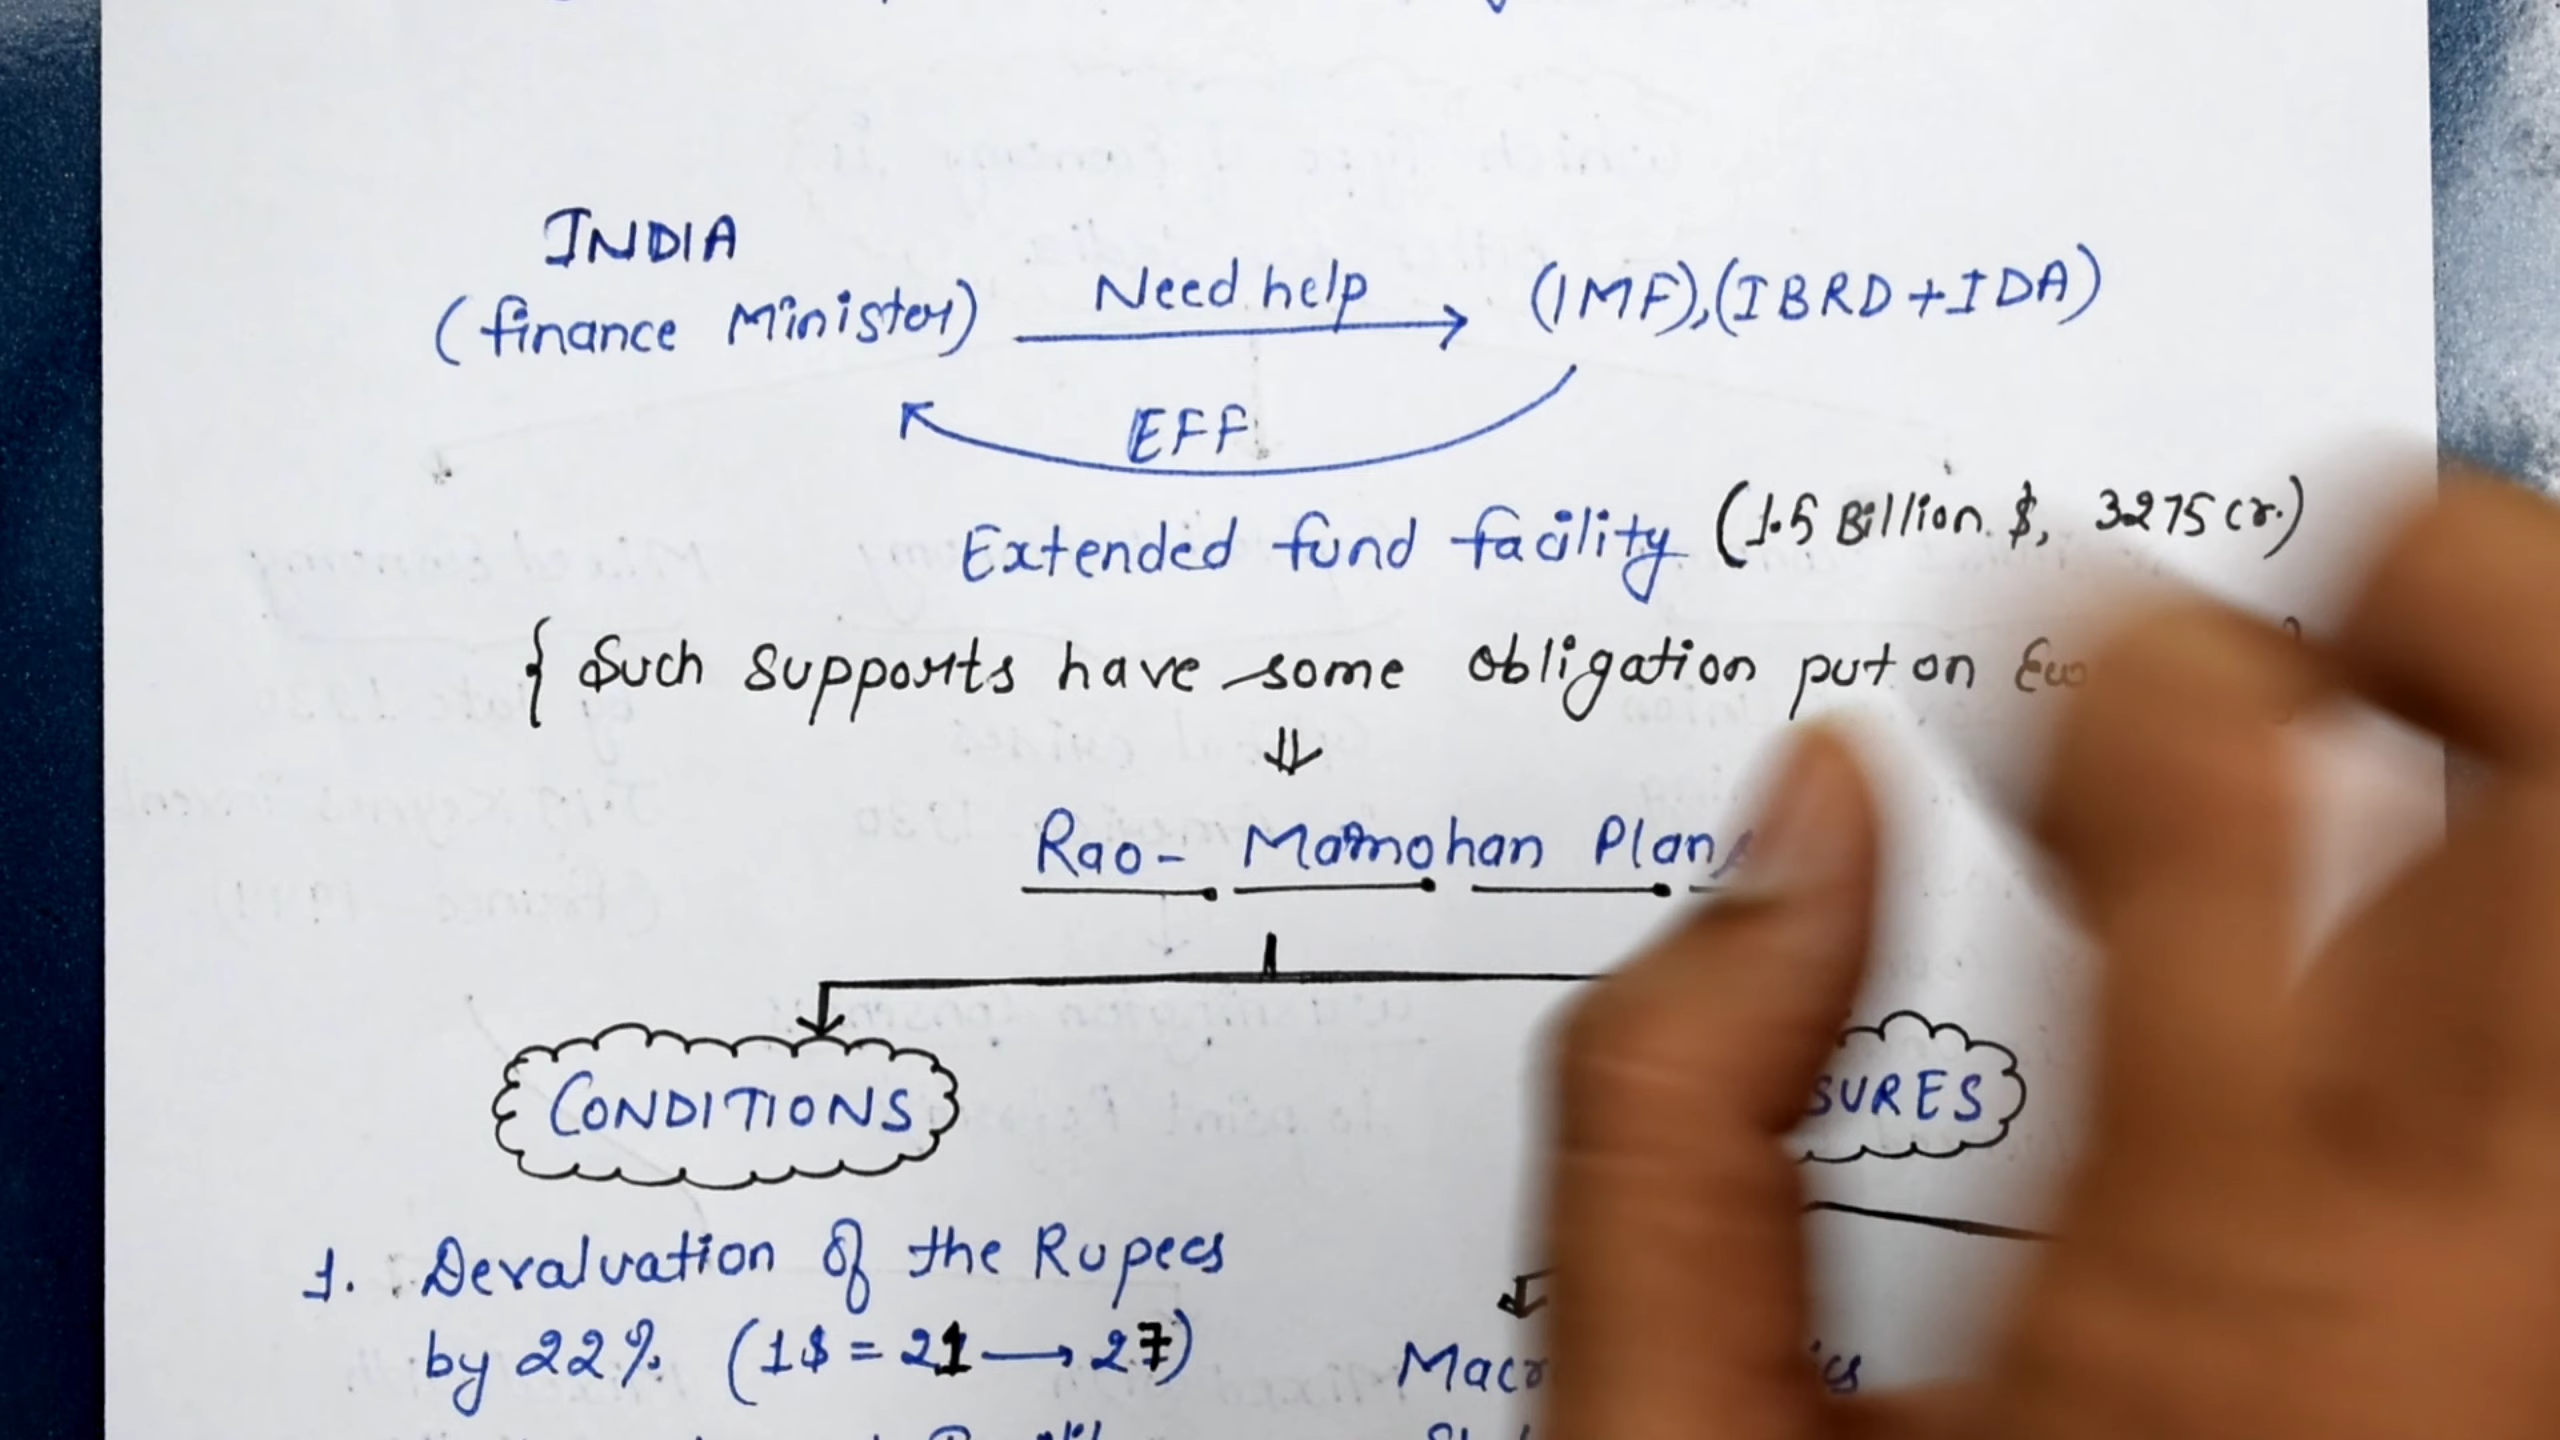 INDIA
(finance Minister) Need help (IMF),(IBRD+IDA)
EFF
Extended fund facility (1.5 Billion $, 3275 cr.)
{ Such supports have some obligation put on
Rao- Manmohan Plan
CONDITIONS
SURES
1. Devaluation of the Rupees
by 22%. (1$ = 21 → 27)